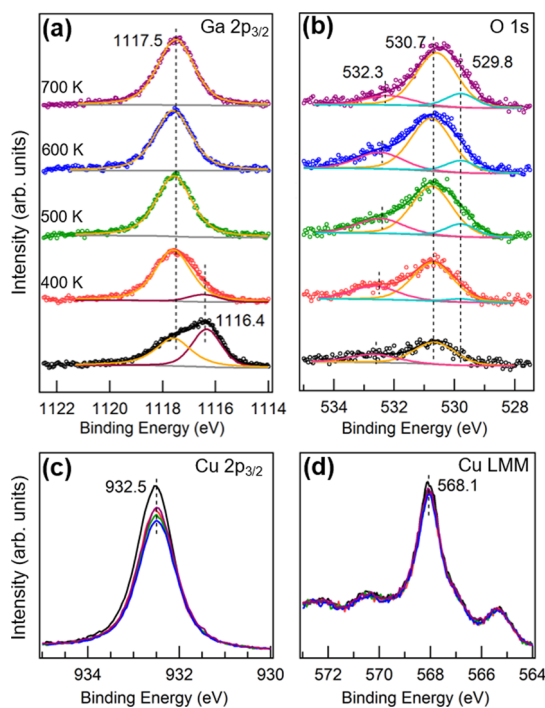 (a) Ga 2p3/2
1117.5
700 K
600 K
500 K
400 K
1116.4
1122 1120 1118 1116 1114
Binding Energy (eV)
Intensity (arb. units)
(b) O 1s
530.7
532.3
529.8
534 532 530 528
Binding Energy (eV)
(c) Cu 2p3/2
932.5
934 932 930
Binding Energy (eV)
Intensity (arb. units)
(d) Cu LMM
568.1
572 570 568 566 564
Binding Energy (eV)